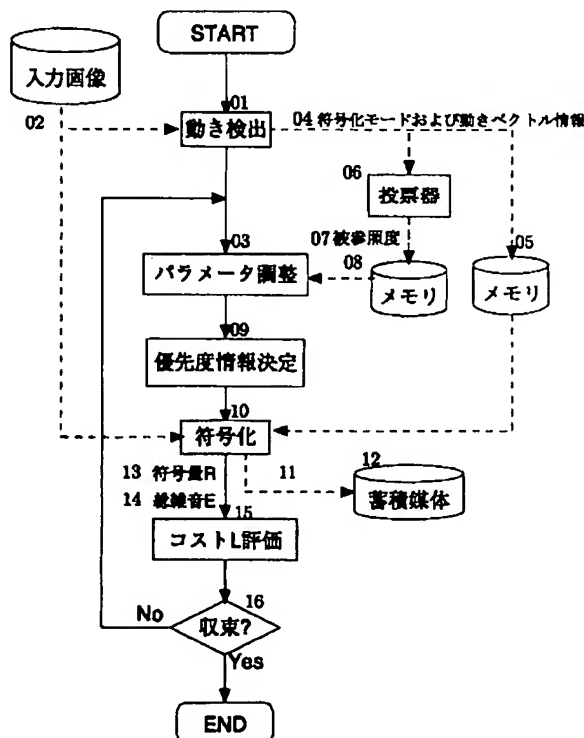 START
入力画像
01
02
動き検出
04 符号化モードおよび動きベクトル情報
06
投票器
07 被参照度
05
03
08
パラメータ調整
メモリ
メモリ
09
優先度情報決定
10
符号化
13 符号量R
11
12
蓄積媒体
14 総雑音E
15
コストL評価
16
No
収束?
Yes
END